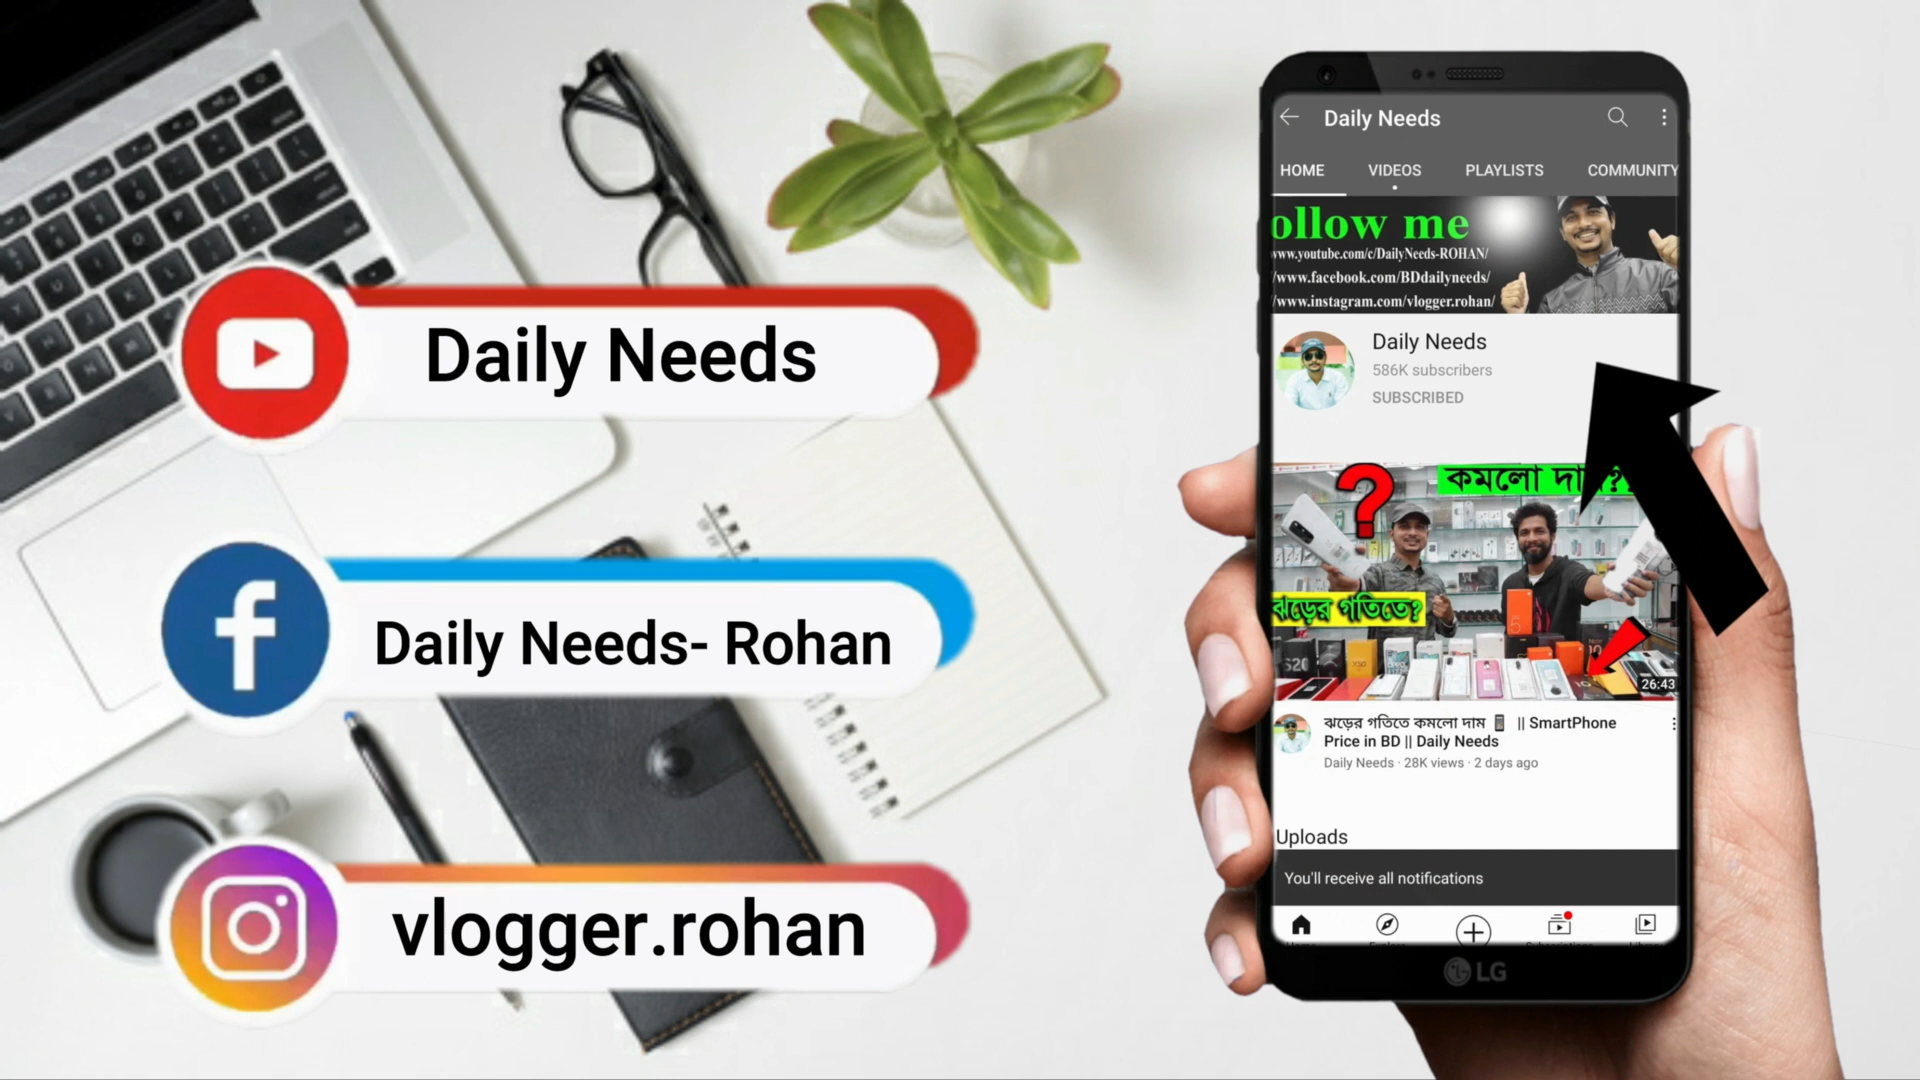 Daily Needs
Daily Needs- Rohan
vlogger.rohan
Daily Needs
HOME VIDEOS PLAYLISTS COMMUNITY
ollow me
www.youtube.com/c/DailyNeeds-ROHAN/
/www.facebook.com/BDdailyneeds/
/www.instagram.com/vlogger.rohan/
Daily Needs
586K subscribers
SUBSCRIBED
?
কমলো দাম??
ঝড়ের গতিতে?
26:43
ঝড়ের গতিতে কমলো দাম 📱 || SmartPhone
Price in BD || Daily Needs
Daily Needs · 28K views · 2 days ago
Uploads
You'll receive all notifications
LG